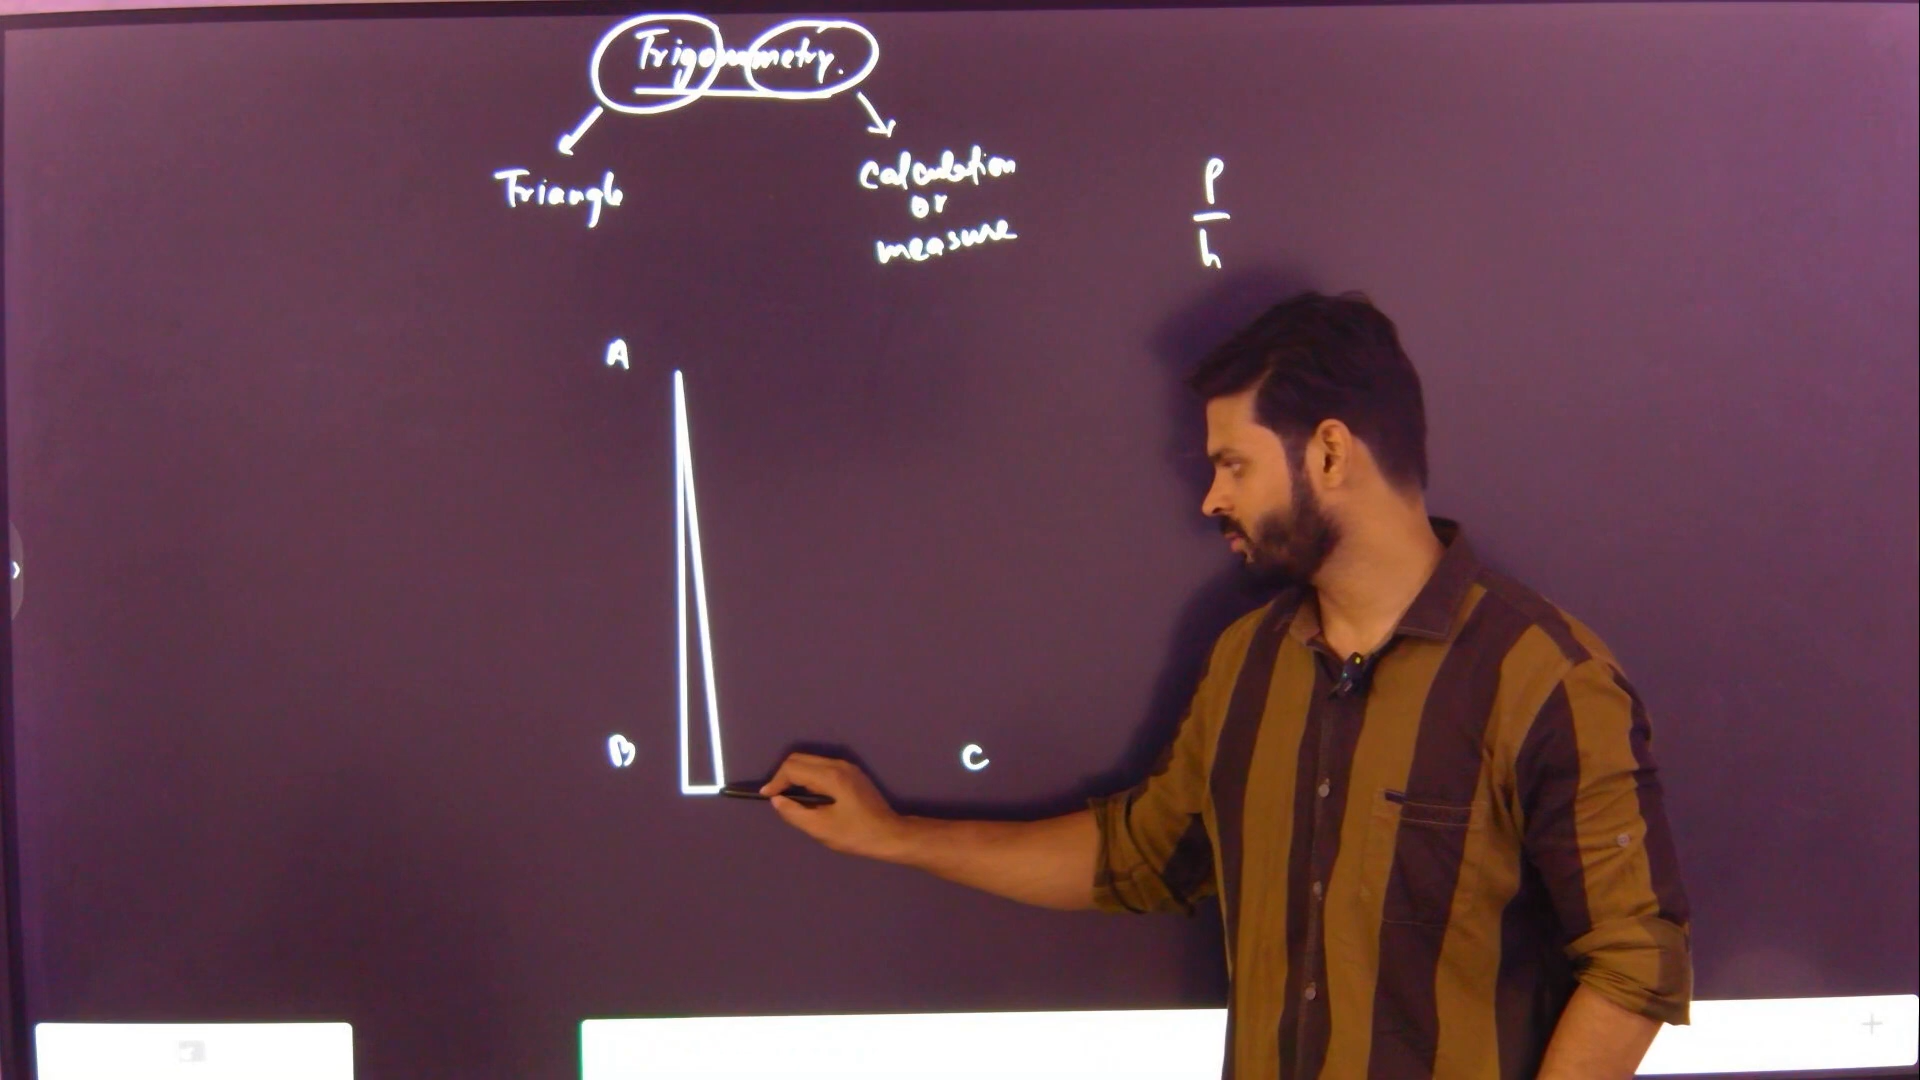 Trigonometry.
Triangle
Calculation
or
measure
P
h
A
B
C